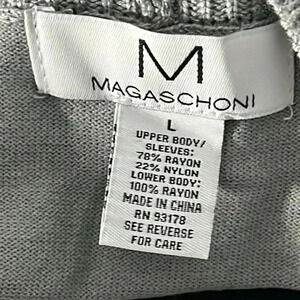 M
MAGASCHONI
L
UPPER BODY/
SLEEVES:
78% RAYON
22% NYLON
LOWER BODY:
100% RAYON
MADE IN CHINA
RN 93178
SEE REVERSE
FOR CARE